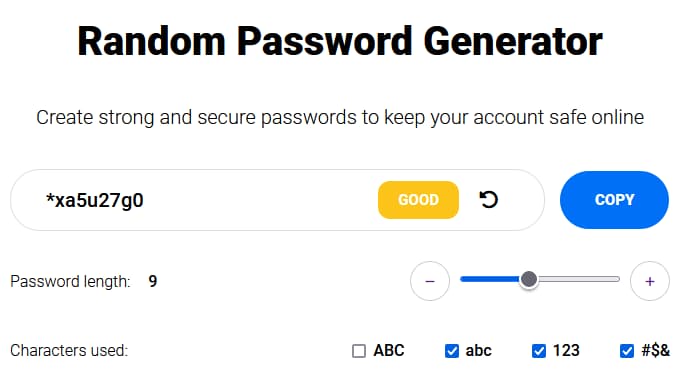 Random Password Generator
Create strong and secure passwords to keep your account safe online
*xa5u27g0 GOOD COPY
Password length: 9 − +
Characters used: ABC abc 123 #$&